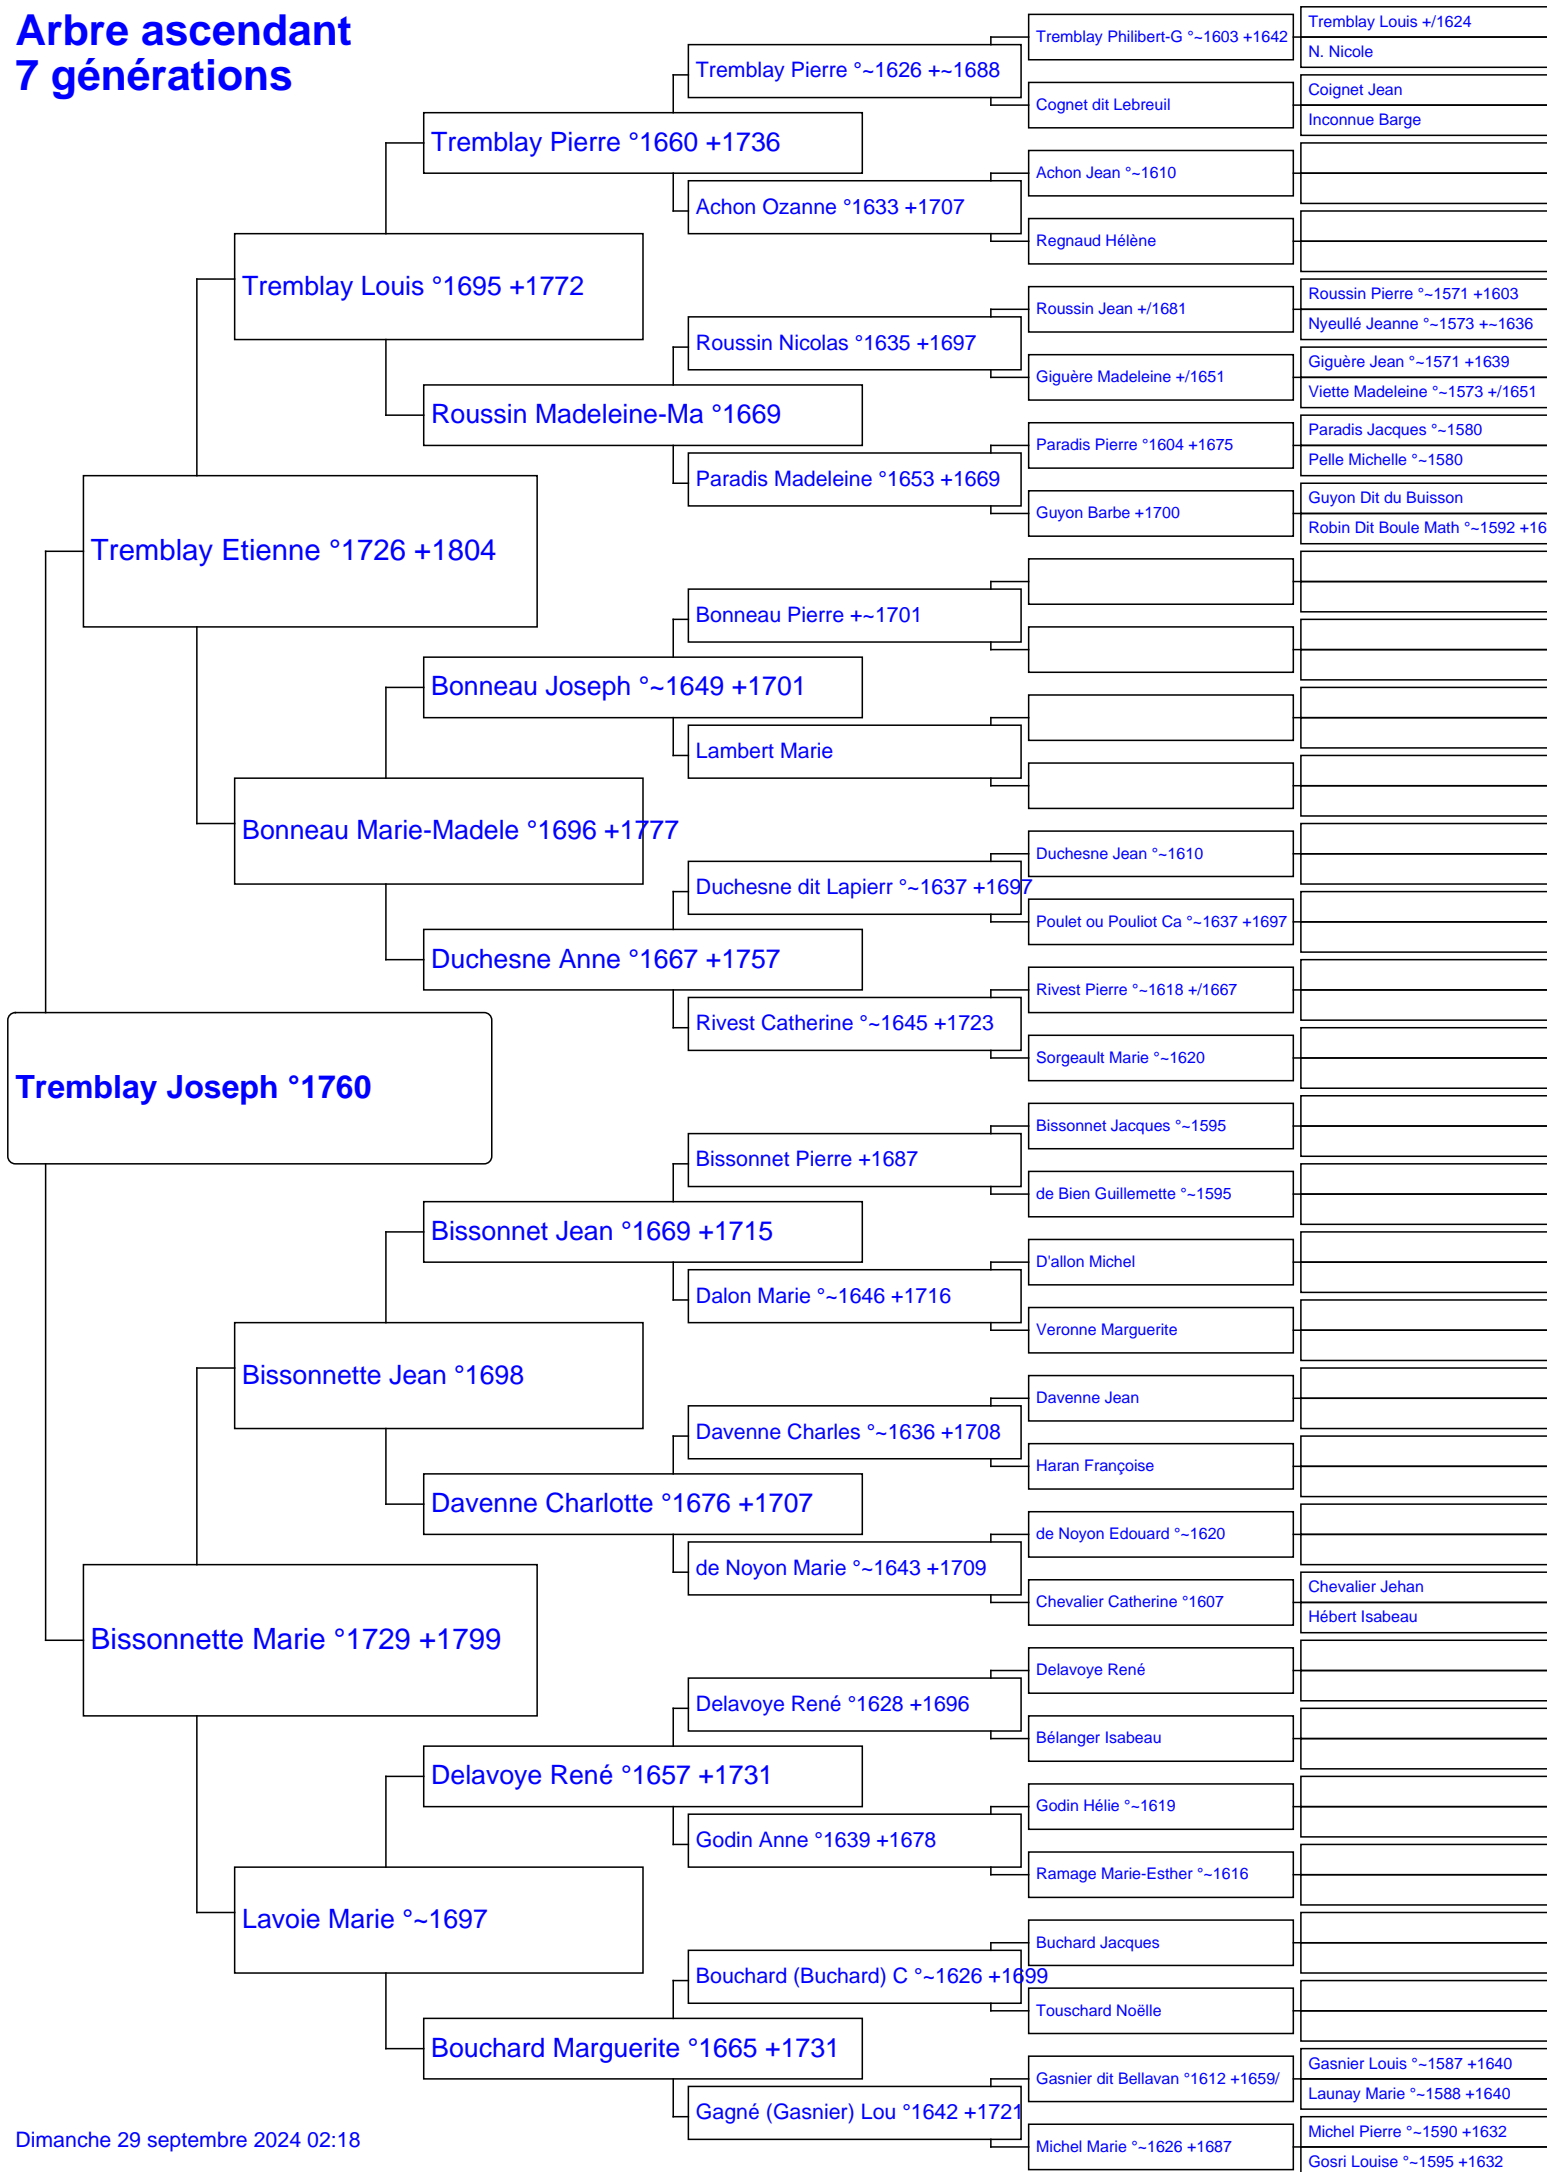 Arbre ascendant
7 générations
Tremblay Joseph °1760
Tremblay Etienne °1726 +1804
Bissonnette Marie °1729 +1799
Tremblay Louis °1695 +1772
Bonneau Marie-Madele °1696 +1777
Bissonnette Jean °1698
Lavoie Marie °~1697
Tremblay Pierre °1660 +1736
Roussin Madeleine-Ma °1669
Bonneau Joseph °~1649 +1701
Duchesne Anne °1667 +1757
Bissonnet Jean °1669 +1715
Davenne Charlotte °1676 +1707
Delavoye René °1657 +1731
Bouchard Marguerite °1665 +1731
Tremblay Pierre °~1626 +~1688
Achon Ozanne °1633 +1707
Roussin Nicolas °1635 +1697
Paradis Madeleine °1653 +1669
Bonneau Pierre +~1701
Lambert Marie
Duchesne dit Lapierr °~1637 +1697
Rivest Catherine °~1645 +1723
Bissonnet Pierre +1687
Dalon Marie °~1646 +1716
Davenne Charles °~1636 +1708
de Noyon Marie °~1643 +1709
Delavoye René °1628 +1696
Godin Anne °1639 +1678
Bouchard (Buchard) C °~1626 +1699
Gagné (Gasnier) Lou °1642 +1721
Tremblay Philibert-G °~1603 +1642
Cognet dit Lebreuil
Achon Jean °~1610
Regnaud Hélène
Roussin Jean +/1681
Giguère Madeleine +/1651
Paradis Pierre °1604 +1675
Guyon Barbe +1700
Duchesne Jean °~1610
Poulet ou Pouliot Ca °~1637 +1697
Rivest Pierre °~1618 +/1667
Sorgeault Marie °~1620
Bissonnet Jacques °~1595
de Bien Guillemette °~1595
D'allon Michel
Veronne Marguerite
Davenne Jean
Haran Françoise
de Noyon Edouard °~1620
Chevalier Catherine °1607
Delavoye René
Bélanger Isabeau
Godin Hélie °~1619
Ramage Marie-Esther °~1616
Buchard Jacques
Touschard Noëlle
Gasnier dit Bellavan °1612 +1659/
Michel Marie °~1626 +1687
Tremblay Louis +/1624
N. Nicole
Coignet Jean
Inconnue Barge
Roussin Pierre °~1571 +1603
Nyeullé Jeanne °~1573 +~1636
Giguère Jean °~1571 +1639
Viette Madeleine °~1573 +/1651
Paradis Jacques °~1580
Pelle Michelle °~1580
Guyon Dit du Buisson
Robin Dit Boule Math °~1592 +16
Chevalier Jehan
Hébert Isabeau
Gasnier Louis °~1587 +1640
Launay Marie °~1588 +1640
Michel Pierre °~1590 +1632
Gosri Louise °~1595 +1632
Dimanche 29 septembre 2024 02:18